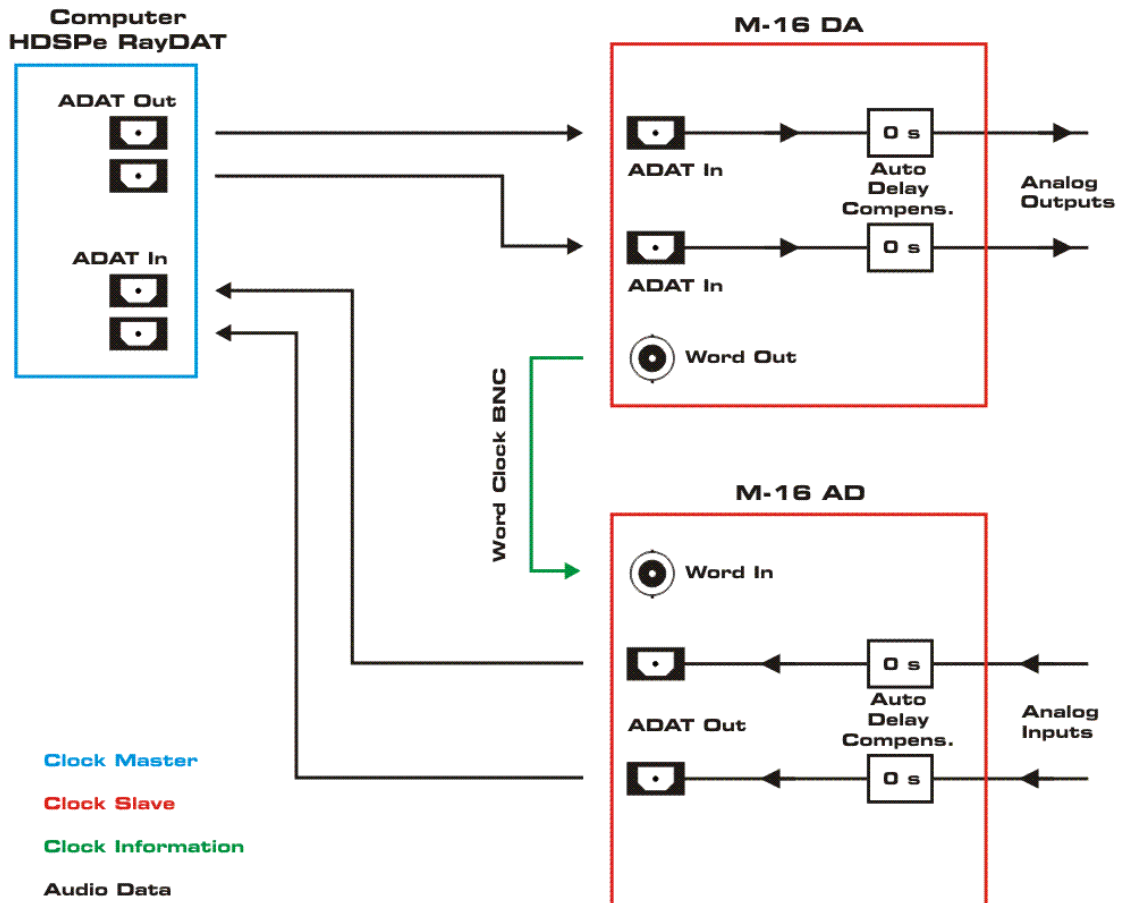 Computer
HDSPe RayDAT
ADAT Out
ADAT In
M-16 DA
ADAT In
0 s
Auto
Delay
Compens.
Analog
Outputs
ADAT In
0 s
Word Out
Word Clock BNC
M-16 AD
Word In
0 s
Auto
Delay
Compens.
ADAT Out
Analog
Inputs
0 s
Clock Master
Clock Slave
Clock Information
Audio Data